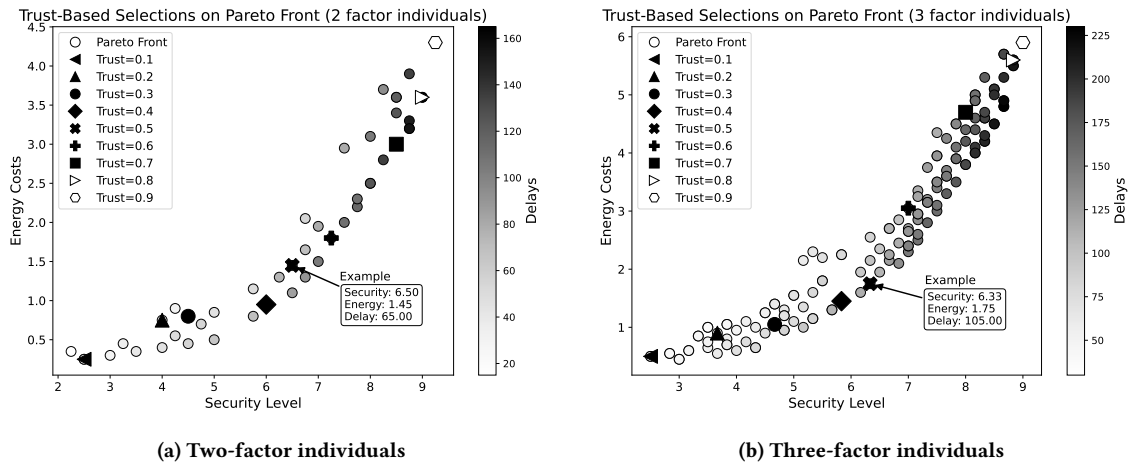 Trust-Based Selections on Pareto Front (2 factor individuals)
4.5
4.0
3.5
3.0
2.5
2.0
1.5
1.0
0.5
Energy Costs
Pareto Front
Trust=0.1
Trust=0.2
Trust=0.3
Trust=0.4
Trust=0.5
Trust=0.6
Trust=0.7
Trust=0.8
Trust=0.9
Example
Security: 6.50
Energy: 1.45
Delay: 65.00
2 3 4 5 6 7 8 9
Security Level
160
140
120
100
80
60
40
20
Delays
(a) Two-factor individuals
Trust-Based Selections on Pareto Front (3 factor individuals)
6
5
4
3
2
1
Energy Costs
Pareto Front
Trust=0.1
Trust=0.2
Trust=0.3
Trust=0.4
Trust=0.5
Trust=0.6
Trust=0.7
Trust=0.8
Trust=0.9
Example
Security: 6.33
Energy: 1.75
Delay: 105.00
3 4 5 6 7 8 9
Security Level
225
200
175
150
125
100
75
50
Delays
(b) Three-factor individuals